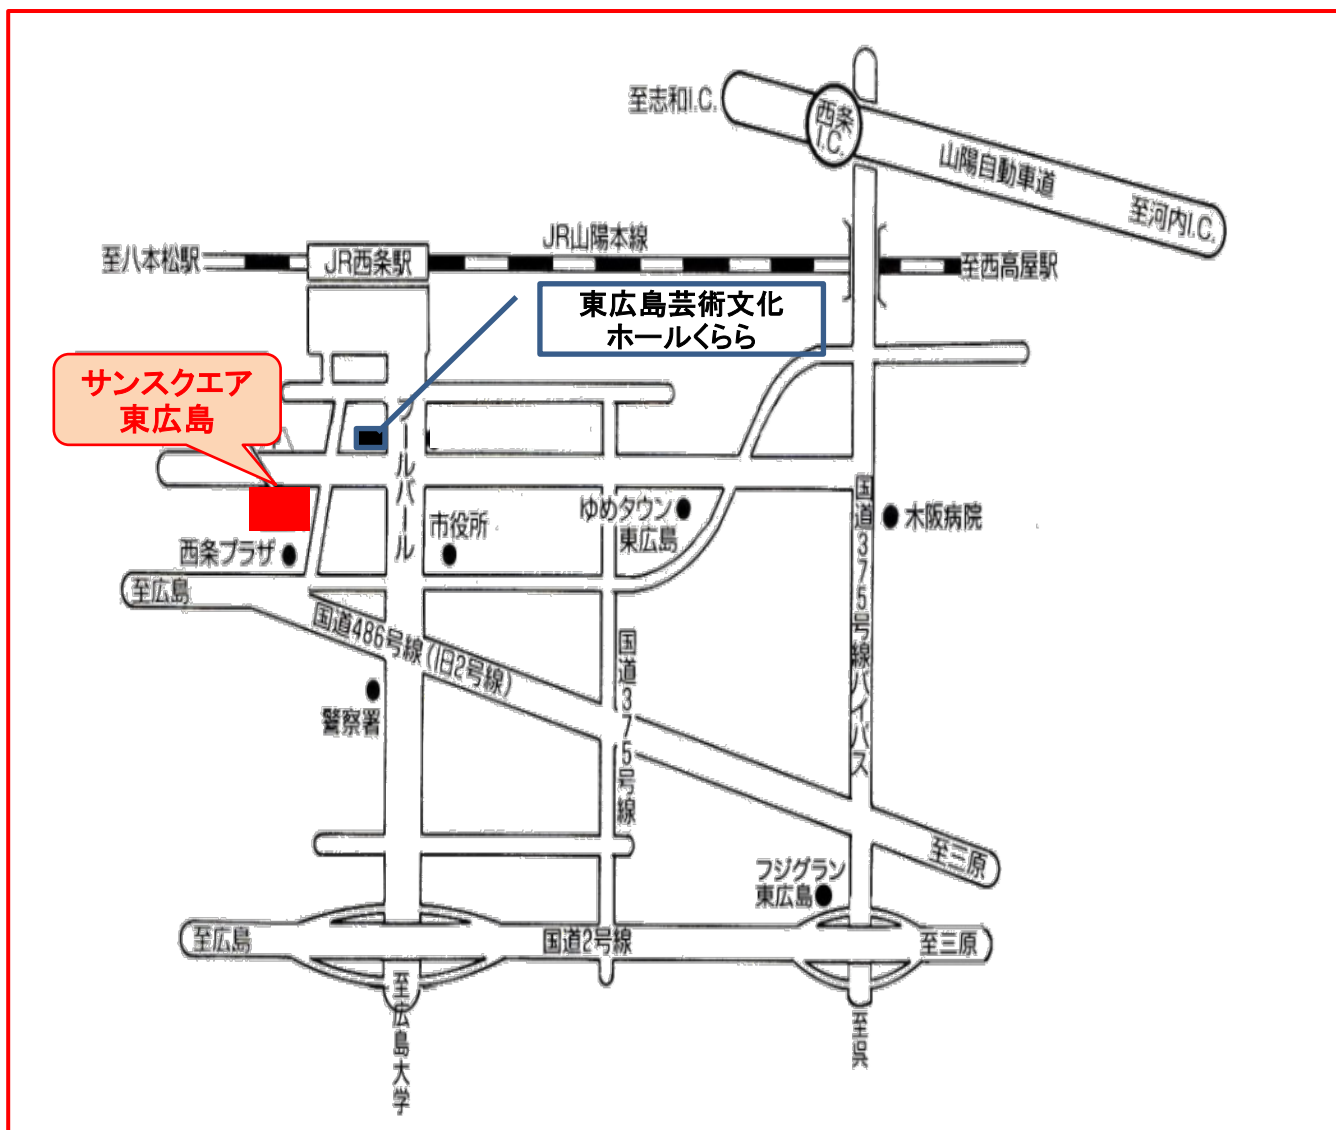 至志和I.C.
西条
I.C.
山陽自動車道
至河内I.C.
JR山陽本線
至八本松駅
JR西条駅
至西高屋駅
東広島芸術文化
ホールくらら
サンスクエア
東広島
ブールバール
市役所
ゆめタウン
東広島
国道375号線バイパス
木阪病院
西条プラザ
至広島
国道486号線(旧2号線)
国道375号線
警察署
至三原
フジグラン
東広島
至広島
国道2号線
至三原
至広島大学
至呉